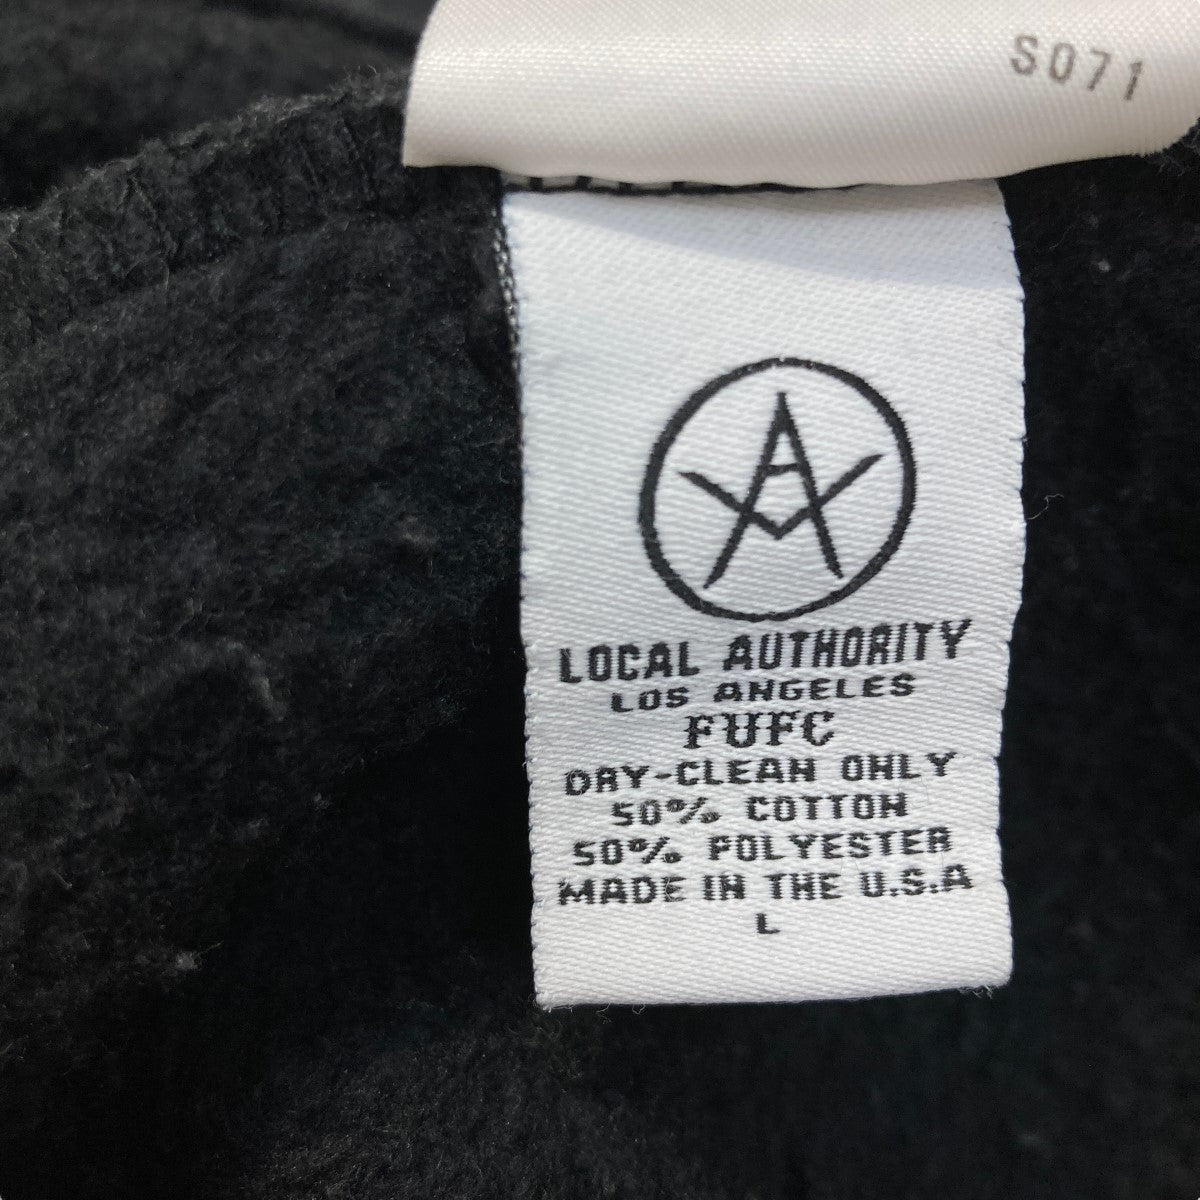 S071
LOCAL AUTHORITY
LOS ANGELES
FUFC
DRY-CLEAN ONLY
50% COTTON
50% POLYESTER
MADE IN THE U.S.A
L